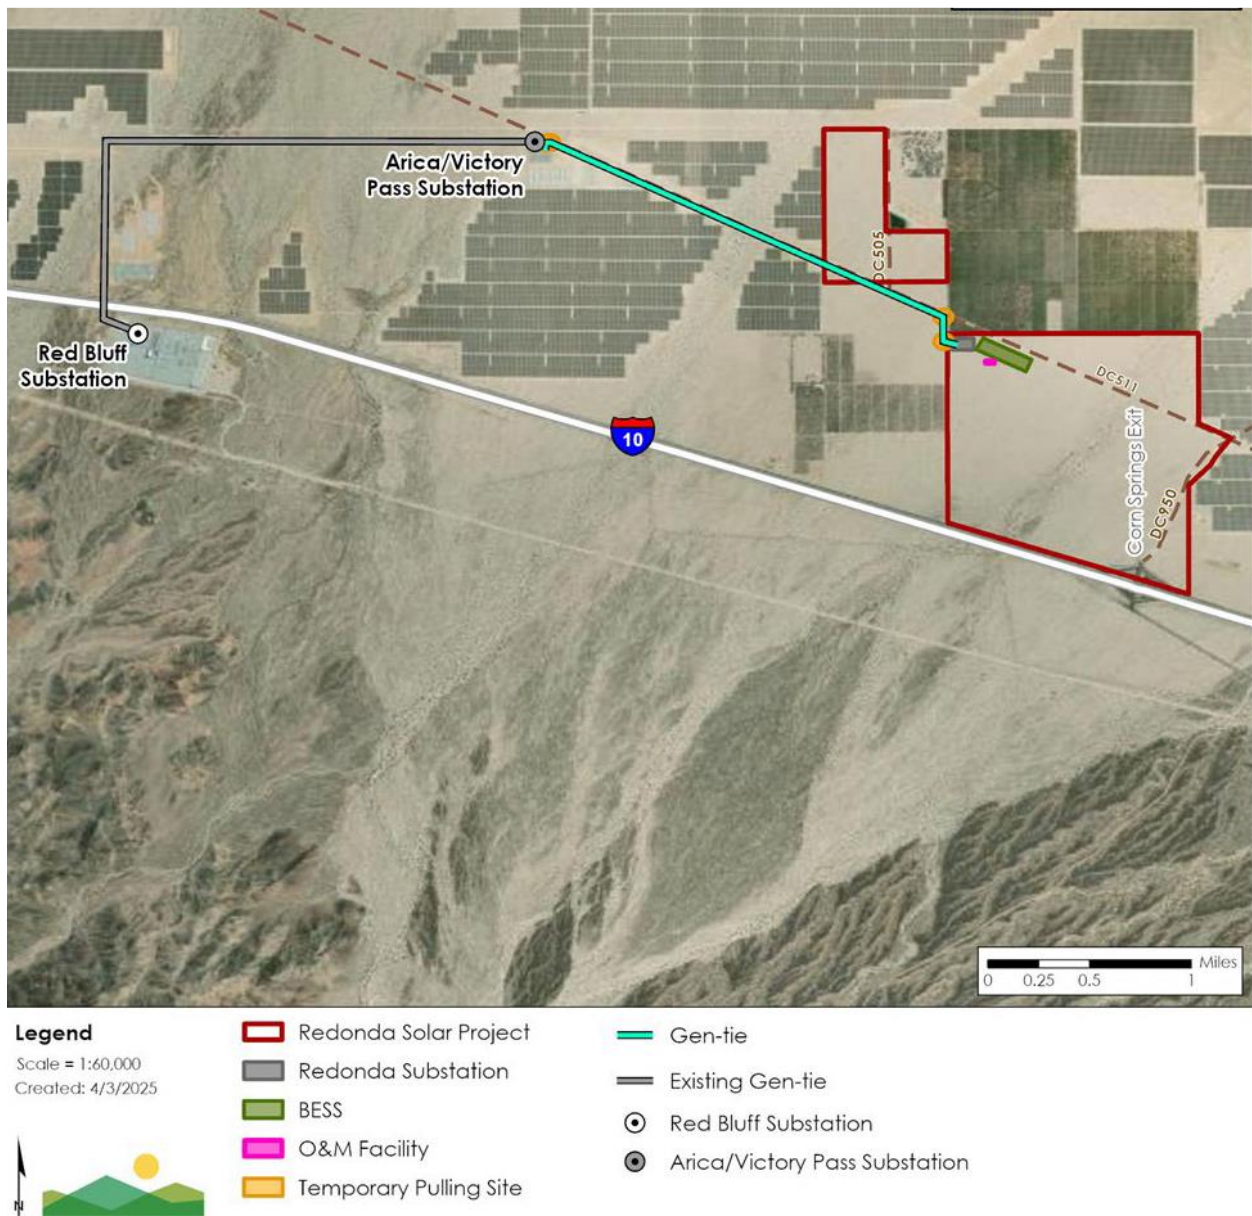 Arica/Victory
Pass Substation
DC505
Red Bluff
Substation
10
DC511
Corn Springs Exit
DC950
Miles
0 0.25 0.5 1
Legend
Scale = 1:60,000
Created: 4/3/2025
N
Redonda Solar Project
Redonda Substation
BESS
O&M Facility
Temporary Pulling Site
Gen-tie
Existing Gen-tie
Red Bluff Substation
Arica/Victory Pass Substation